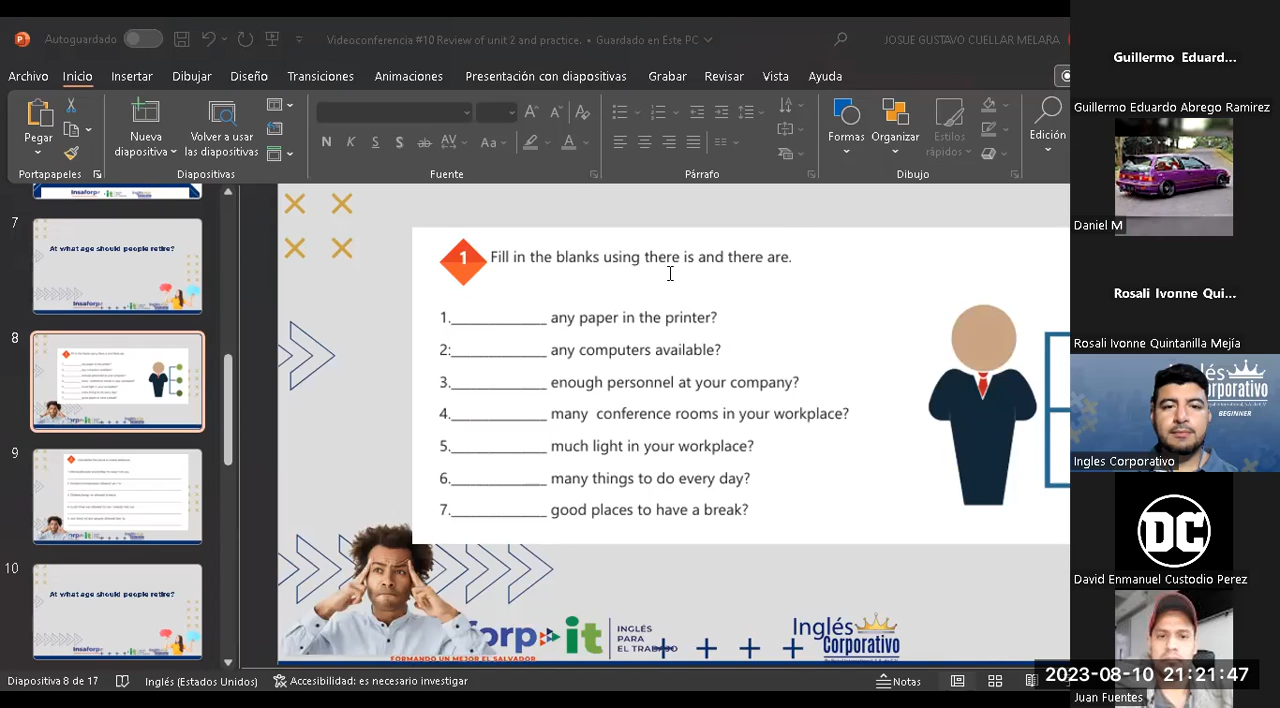 Autoguardado
Videoconferencia #10 Review of unit 2 and practice. • Guardado en Este PC
JOSUE GUSTAVO CUELLAR MELARA
Archivo Inicio Insertar Dibujar Diseño Transiciones Animaciones Presentación con diapositivas Grabar Revisar Vista Ayuda
Pegar
Nueva diapositiva
Volver a usar las diapositivas
N K S S ab AV Aa A
Formas
Organizar
Estilos rápidos
Edición
Portapapeles
Diapositivas
Fuente
Párrafo
Dibujo
7
At what age should people retire?
8
9
10
At what age should people retire?
1 Fill in the blanks using there is and there are.
1.____________ any paper in the printer?
2:____________ any computers available?
3.____________ enough personnel at your company?
4.____________ many conference rooms in your workplace?
5.____________ much light in your workplace?
6.____________ many things to do every day?
7.____________ good places to have a break?
it
INGLÉS
PARA
EL TRABAJO
FORMANDO UN MEJOR EL SALVADOR
Inglés
Corporativo
Diapositiva 8 de 17
Inglés (Estados Unidos)
Accesibilidad: es necesario investigar
Notas
Guillermo Eduard...
Guillermo Eduardo Abrego Ramirez
Daniel M
Rosali Ivonne Qui...
Rosali Ivonne Quintanilla Mejía
BEGINNER
Ingles Corporativo
DC
David Enmanuel Custodio Perez
2023-08-10 21:21:47
Juan Fuentes